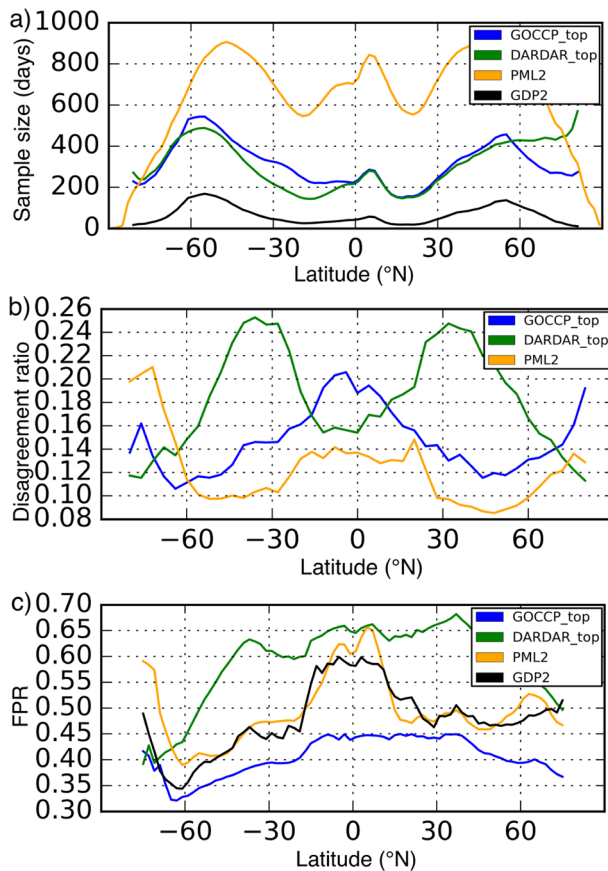 a)
1000
800
600
400
200
0
Sample size (days)
GOCCP_top
DARDAR_top
PML2
GDP2
−60 −30 0 30 60
Latitude (°N)
b)
0.26
0.24
0.22
0.20
0.18
0.16
0.14
0.12
0.10
0.08
Disagreement ratio
GOCCP_top
DARDAR_top
PML2
−60 −30 0 30 60
Latitude (°N)
c)
0.70
0.65
0.60
0.55
0.50
0.45
0.40
0.35
0.30
FPR
GOCCP_top
DARDAR_top
PML2
GDP2
−60 −30 0 30 60
Latitude (°N)